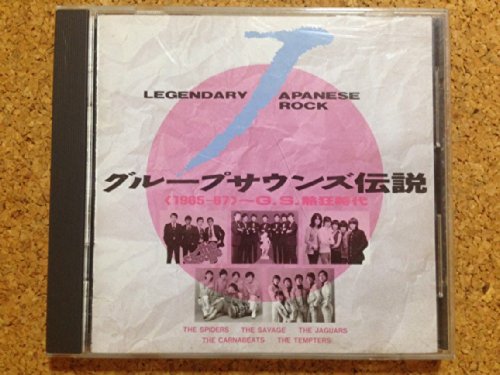 LEGENDARY JAPANESE
ROCK
グループサウンズ伝説
〈1965-67〉〜G.S.熱狂時代
THE SPIDERS THE SAVAGE THE JAGUARS
THE CARNABEATS THE TEMPTERS